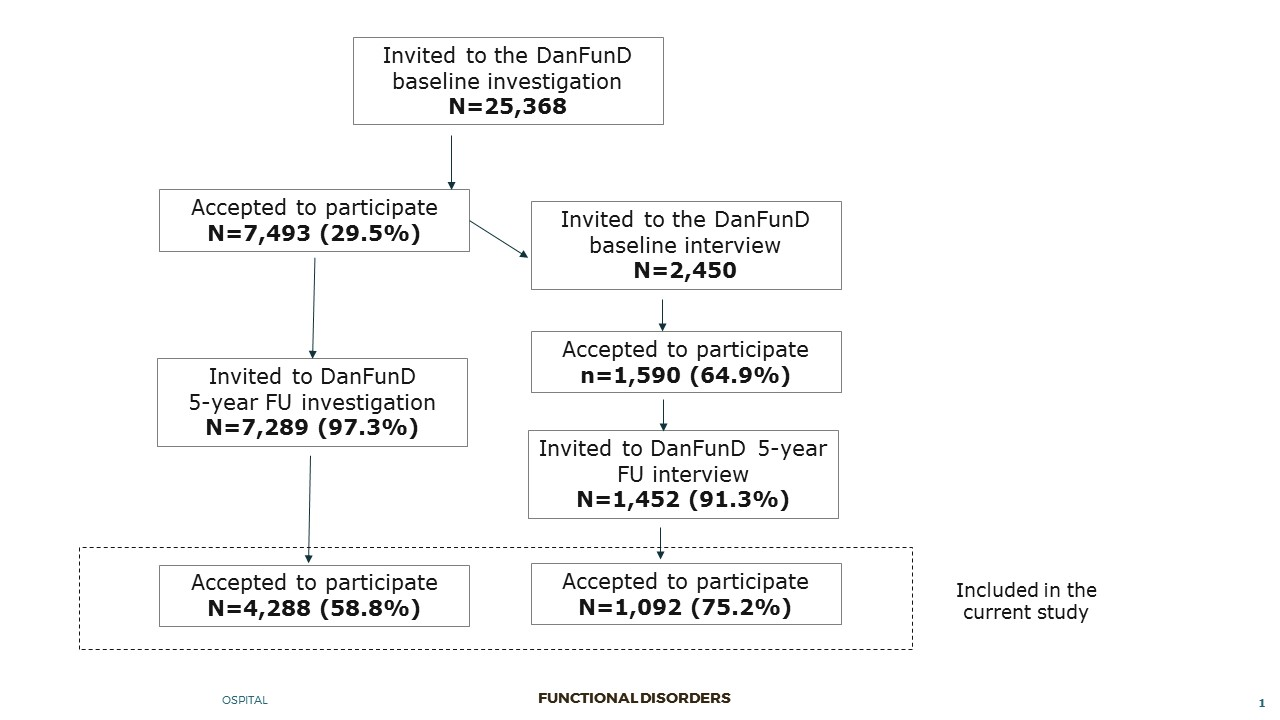 Invited to the DanFunD
baseline investigation
N=25,368
Accepted to participate
N=7,493 (29.5%)
Invited to the DanFunD
baseline interview
N=2,450
Accepted to participate
n=1,590 (64.9%)
Invited to DanFunD
5-year FU investigation
N=7,289 (97.3%)
Invited to DanFunD 5-year
FU interview
N=1,452 (91.3%)
Accepted to participate
N=4,288 (58.8%)
Accepted to participate
N=1,092 (75.2%)
Included in the
current study
OSPITAL
FUNCTIONAL DISORDERS
1